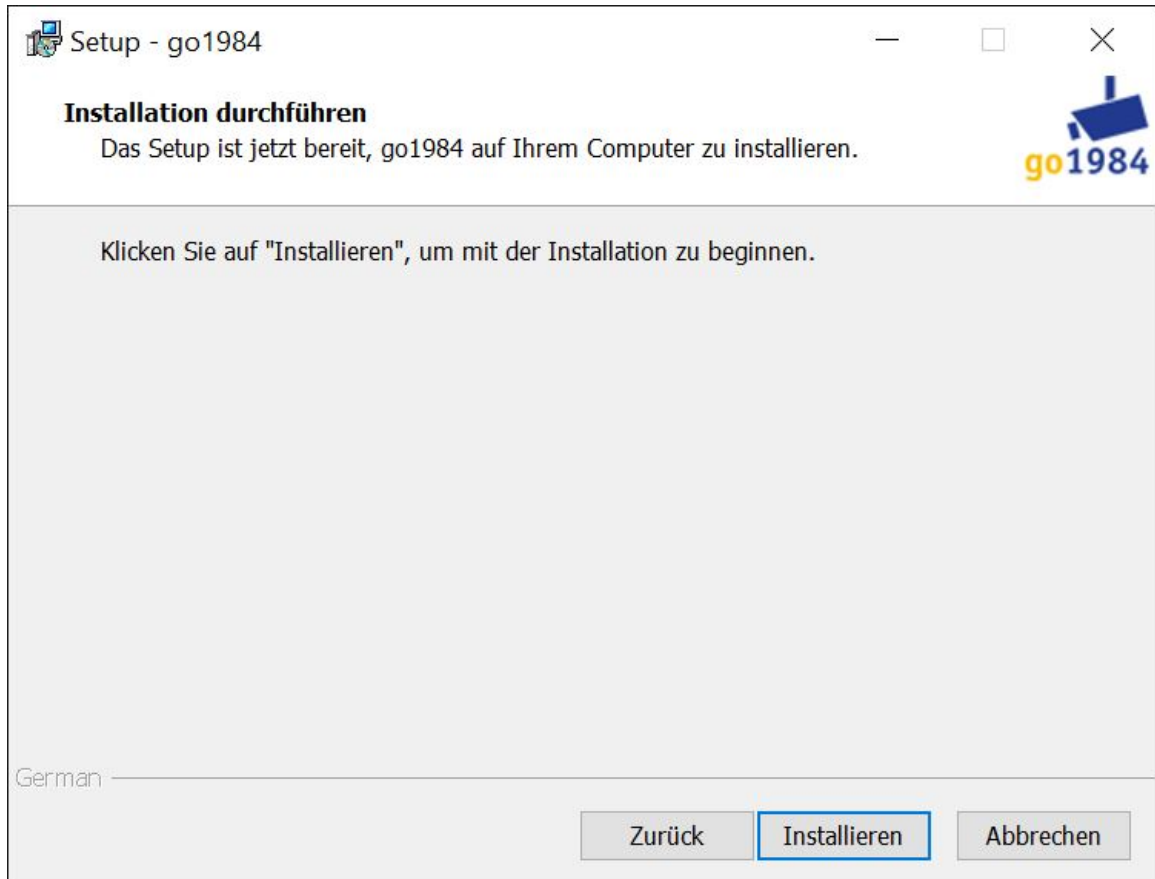 Setup - go1984
Installation durchführen
Das Setup ist jetzt bereit, go1984 auf Ihrem Computer zu installieren.
go1984
Klicken Sie auf "Installieren", um mit der Installation zu beginnen.
German
Zurück
Installieren
Abbrechen